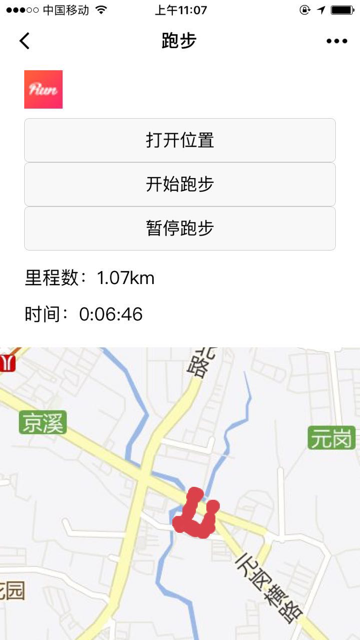 中国移动
上午11:07
跑步
Run
打开位置
开始跑步
暂停跑步
里程数：1.07km
时间：0:06:46
北路
京溪
元岗
元岗横路
花园